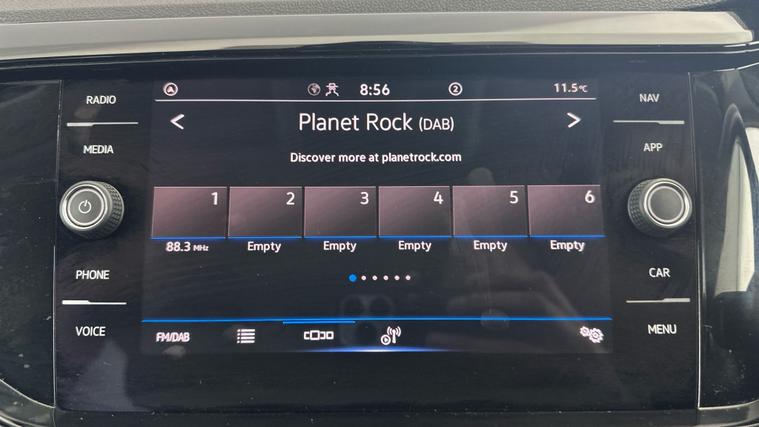 RADIO
MEDIA
PHONE
VOICE
8:56
2
11.5°C
Planet Rock (DAB)
Discover more at planetrock.com
1 2 3 4 5 6
88.3 MHz Empty Empty Empty Empty Empty
FM/DAB
NAV
APP
CAR
MENU